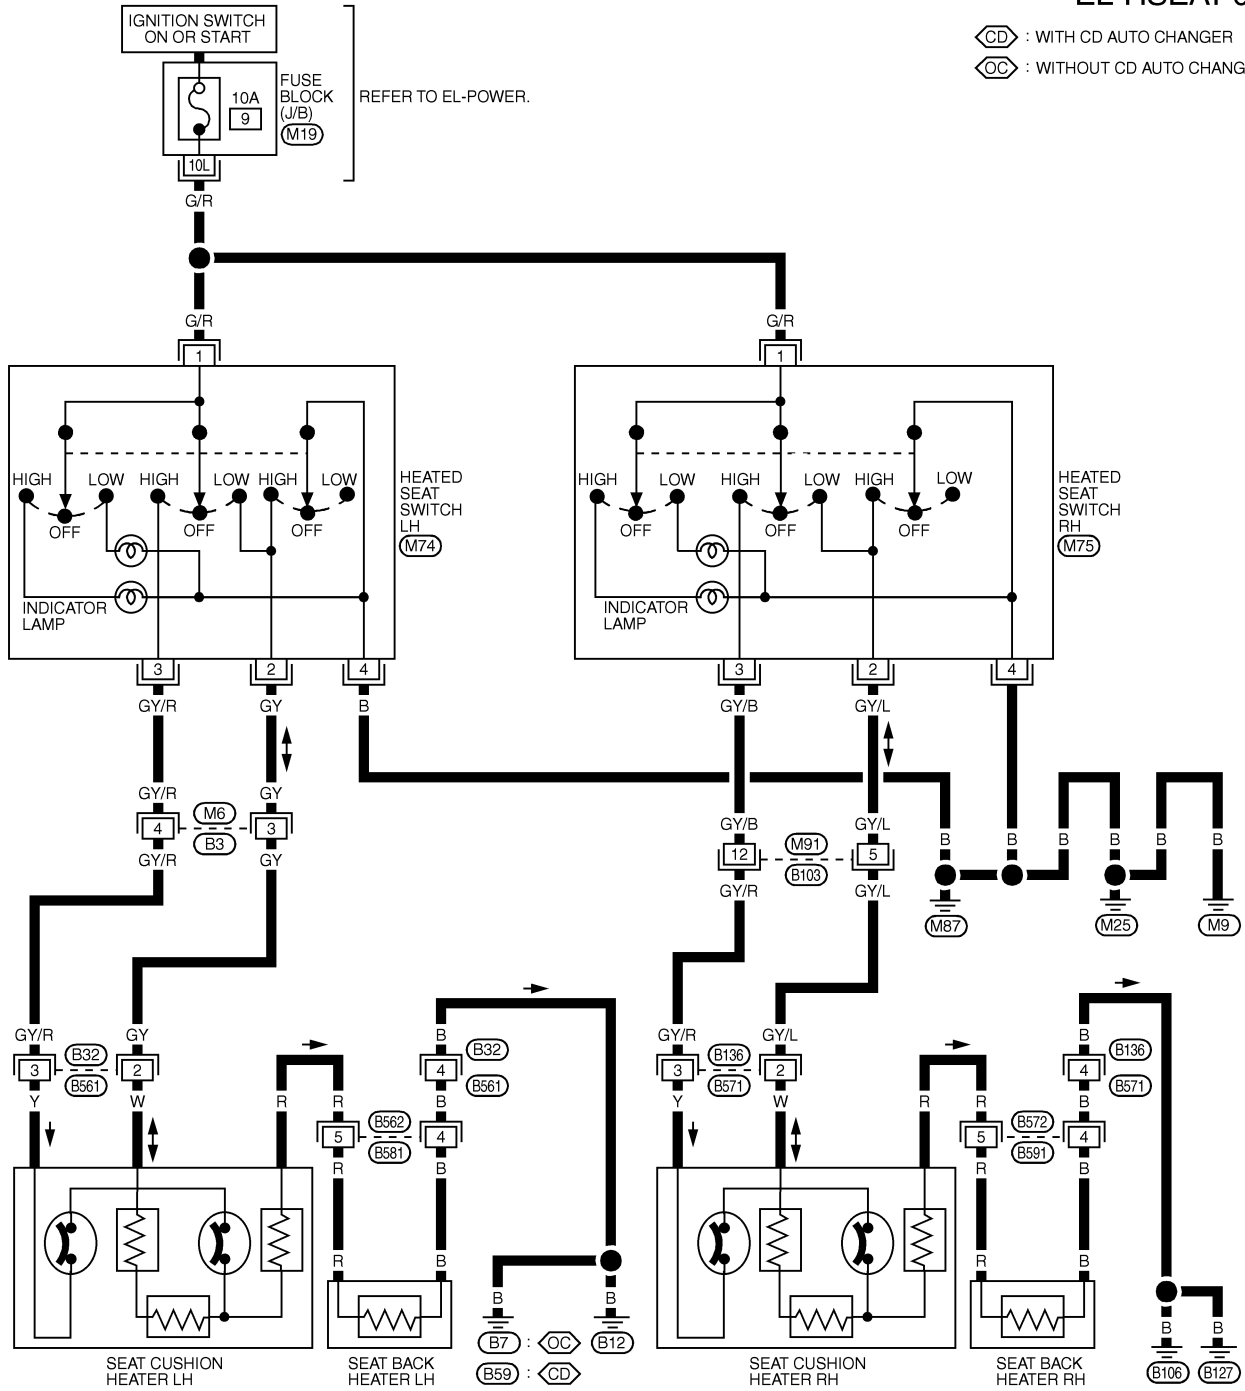 IGNITION SWITCH
ON OR START
FUSE
BLOCK
(J/B)
M19
10A
9
10L
REFER TO EL-POWER.
CD : WITH CD AUTO CHANGER
OC : WITHOUT CD AUTO CHANG
G/R
G/R
G/R
1
1
HIGH LOW HIGH LOW HIGH LOW
OFF OFF OFF
INDICATOR
LAMP
HEATED
SEAT
SWITCH
LH
M74
HIGH LOW HIGH LOW HIGH LOW
OFF OFF OFF
INDICATOR
LAMP
HEATED
SEAT
SWITCH
RH
M75
3 2 4
3 2 4
GY/R GY B
GY/B GY/L
GY/R GY
M6
4 3
B3
GY/R GY
GY/B GY/L
M91
12 5
B103
GY/R GY/L
B B B B B B
M87 M25 M9
GY/R GY
B32
3 2
B561
Y W
R R
B
B32
4
B561
B
B562
5 4
B581
R B
R B
B B
B7 : OC
B12
B59 : CD
SEAT CUSHION
HEATER LH
SEAT BACK
HEATER LH
GY/R GY/L
B136
3 2
B571
Y W
R R
B
B136
4
B571
B
B572
5 4
B591
R B
R B
B B
B106 B127
SEAT CUSHION
HEATER RH
SEAT BACK
HEATER RH